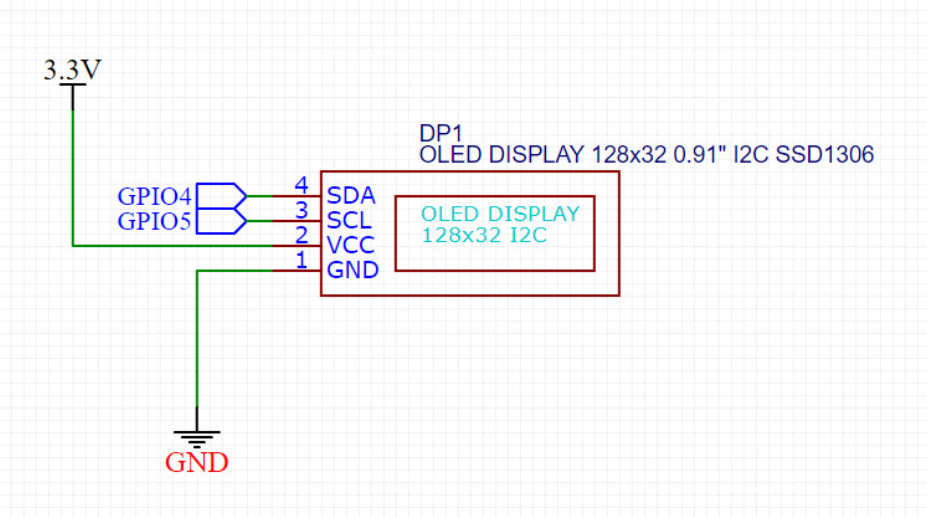 3.3V
DP1
OLED DISPLAY 128x32 0.91" I2C SSD1306
GPIO4
4
SDA
GPIO5
3
SCL
2
VCC
1
GND
OLED DISPLAY
128x32 I2C
GND